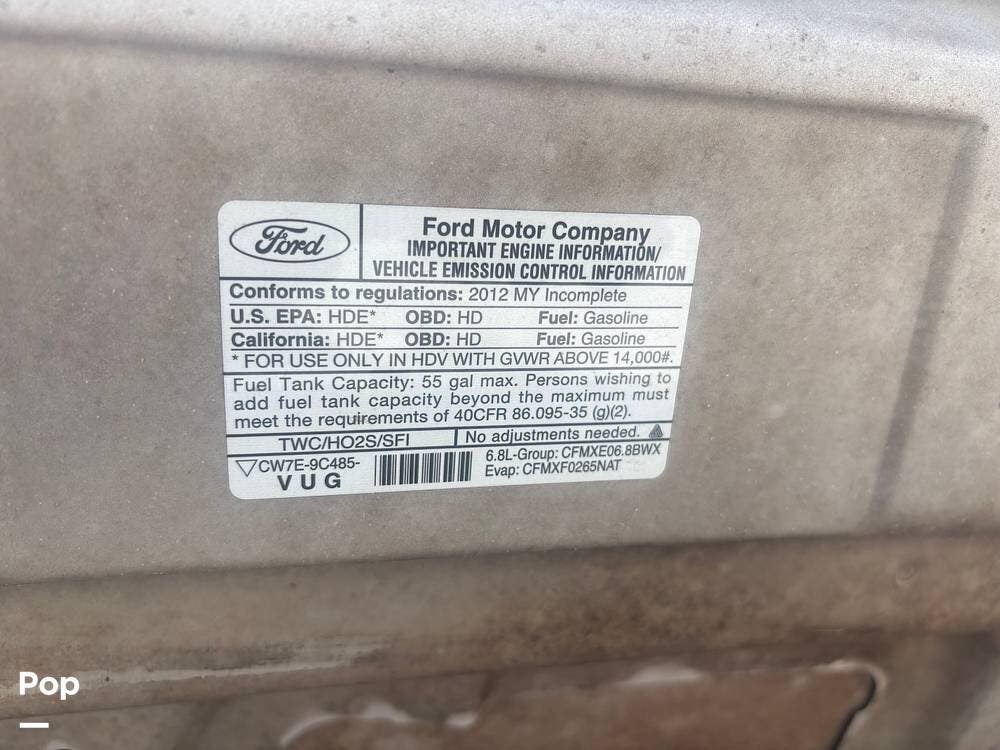 Ford
Ford Motor Company
IMPORTANT ENGINE INFORMATION/
VEHICLE EMISSION CONTROL INFORMATION
Conforms to regulations: 2012 MY Incomplete
U.S. EPA: HDE* OBD: HD Fuel: Gasoline
California: HDE* OBD: HD Fuel: Gasoline
* FOR USE ONLY IN HDV WITH GVWR ABOVE 14,000#.
Fuel Tank Capacity: 55 gal max. Persons wishing to
add fuel tank capacity beyond the maximum must
meet the requirements of 40CFR 86.095-35 (g)(2).
TWC/HO2S/SFI No adjustments needed.
CW7E-9C485-
VUG
6.8L-Group: CFMXE06.8BWX
Evap: CFMXF0265NAT
Pop